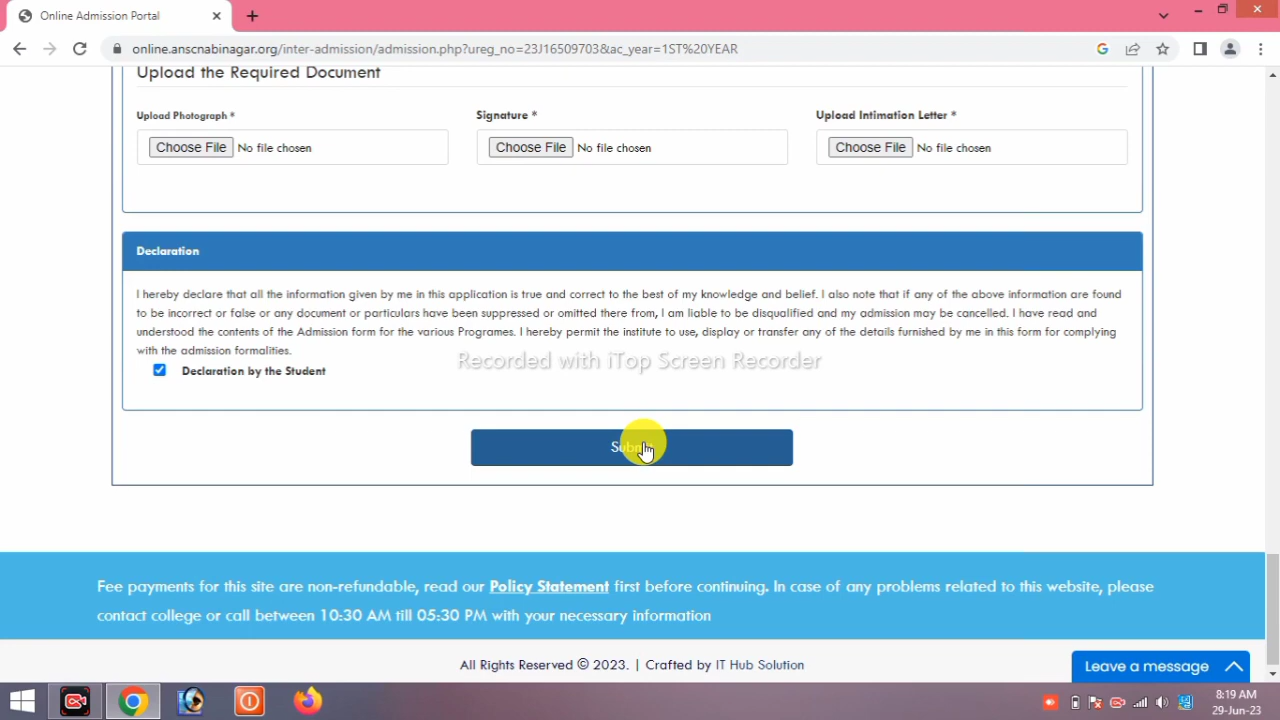 Online Admission Portal
online.anscnabinagar.org/inter-admission/admission.php?ureg_no=23J16509703&ac_year=1ST%20YEAR
Upload the Required Document
Upload Photograph *
Signature *
Upload Intimation Letter *
Choose File No file chosen
Choose File No file chosen
Choose File No file chosen
Declaration
I hereby declare that all the information given by me in this application is true and correct to the best of my knowledge and belief. I also note that if any of the above information are found
to be incorrect or false or any document or particulars have been suppressed or omitted there from, I am liable to be disqualified and my admission may be cancelled. I have read and
understood the contents of the Admission form for the various Programes. I hereby permit the institute to use, display or transfer any of the details furnished by me in this form for complying
with the admission formalities.
Recorded with iTop Screen Recorder
Declaration by the Student
Submit
Fee payments for this site are non-refundable, read our Policy Statement first before continuing. In case of any problems related to this website, please
contact college or call between 10:30 AM till 05:30 PM with your necessary information
All Rights Reserved © 2023. | Crafted by IT Hub Solution
Leave a message
8:19 AM
29-Jun-23